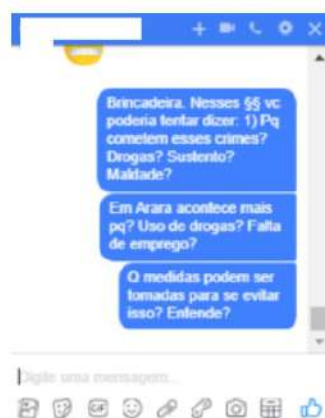 Brincadeira. Nesses §§ vc
poderia tentar dizer: 1) Pq
cometem esses crimes?
Drogas? Sustento?
Maldade?
Em Arara acontece mais
pq? Uso de drogas? Falta
de emprego?
Q medidas podem ser
tomadas para se evitar
isso? Entende?
Digite uma mensagem...
GIF